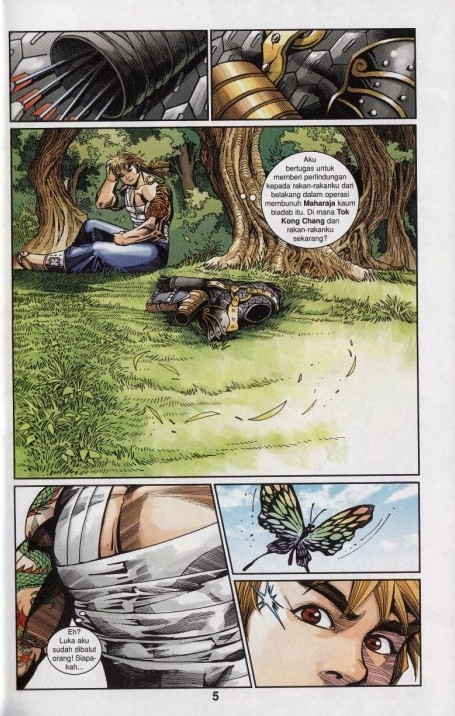 Aku
bertugas untuk
memberi perlindungan
kepada rakan-rakanku dari
belakang dalam operasi
membunuh Maharaja kaum
biadab itu. Di mana Tok
Kong Chang dan
rakan-rakanku
sekarang?
Eh?
Luka aku
sudah dibalut
orang! Siapa-
kah...
5